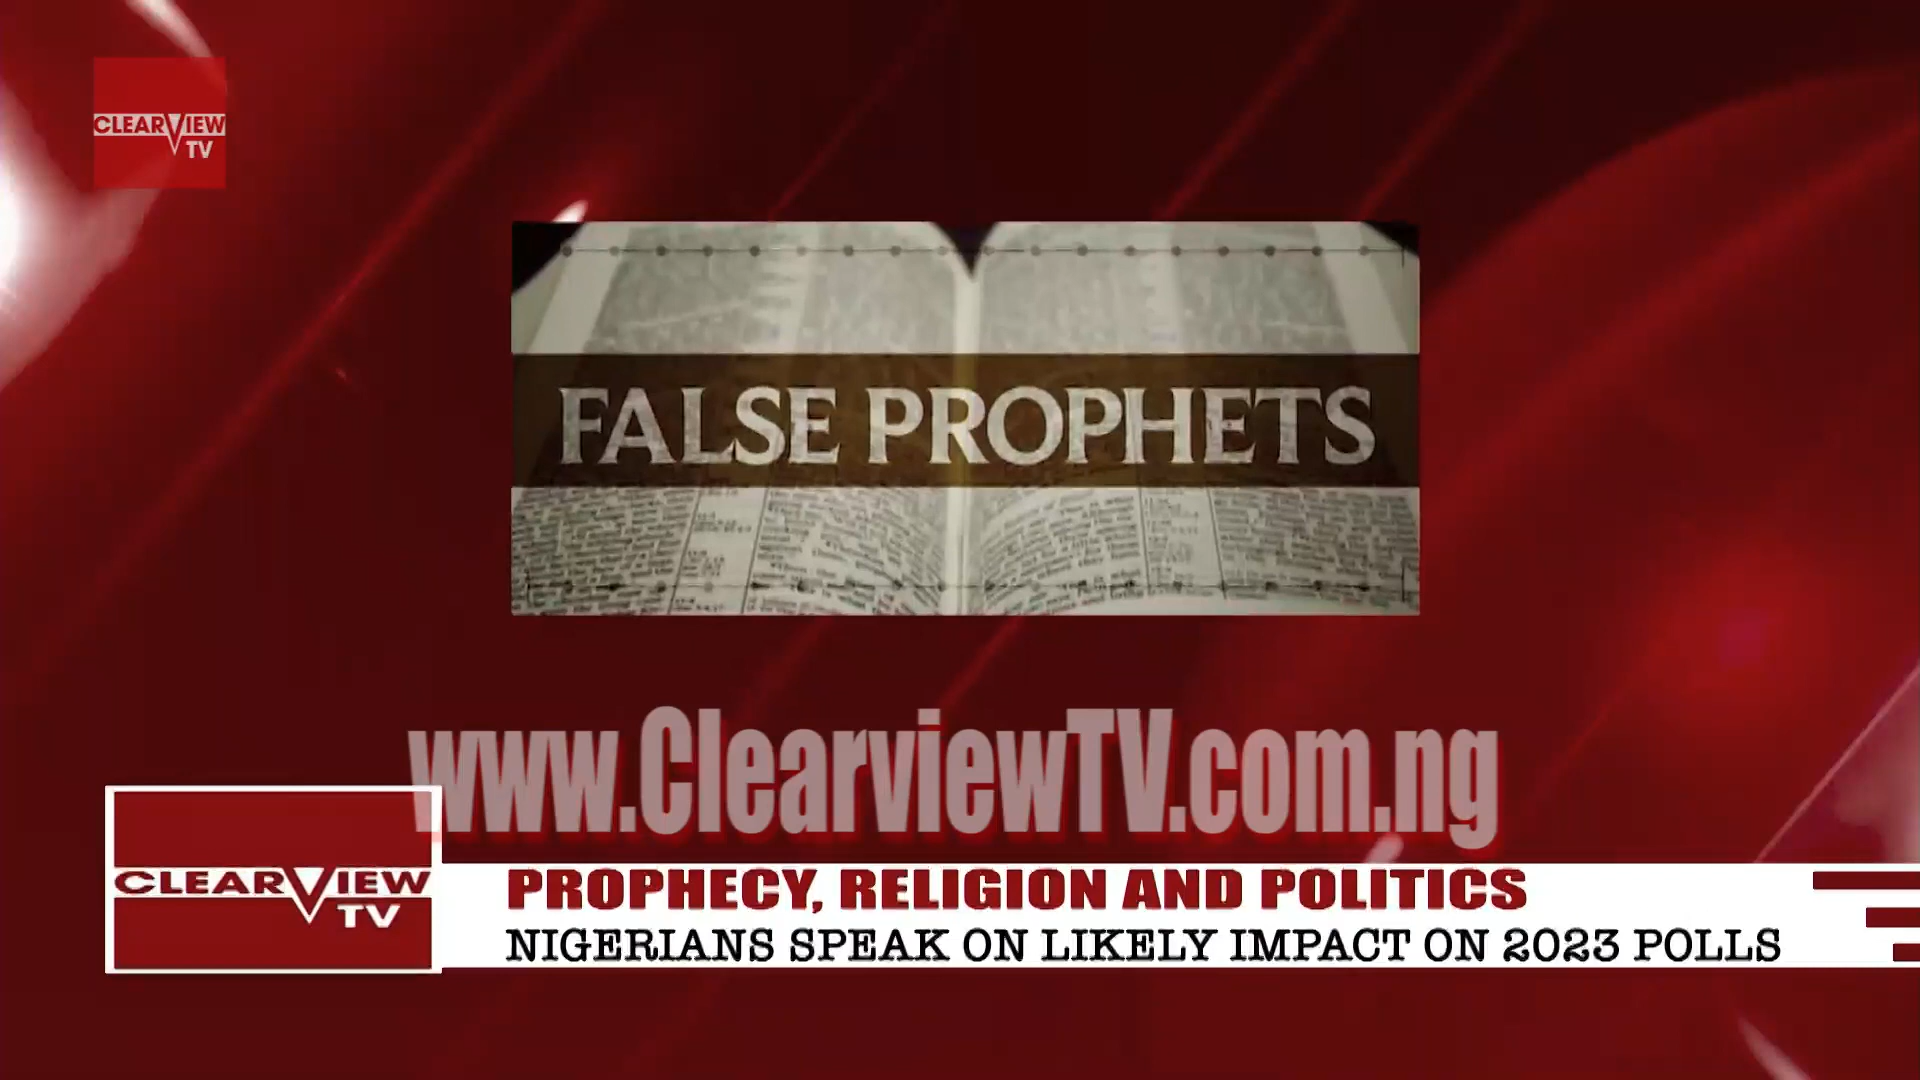 CLEARVIEW
TV
FALSE PROPHETS
www.ClearviewTV.com.ng
CLEARVIEW
TV
PROPHECY, RELIGION AND POLITICS
NIGERIANS SPEAK ON LIKELY IMPACT ON 2023 POLLS